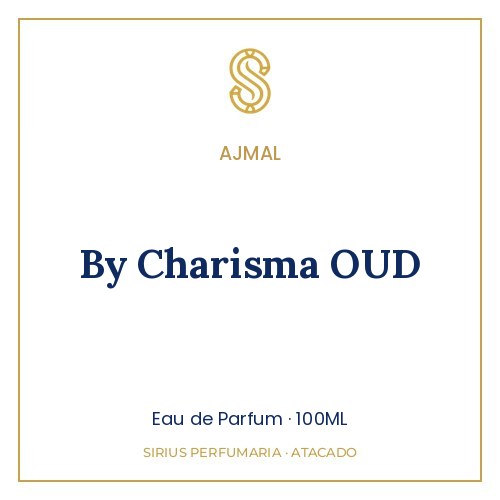 AJMAL
By Charisma OUD
Eau de Parfum · 100ML
SIRIUS PERFUMARIA · ATACADO